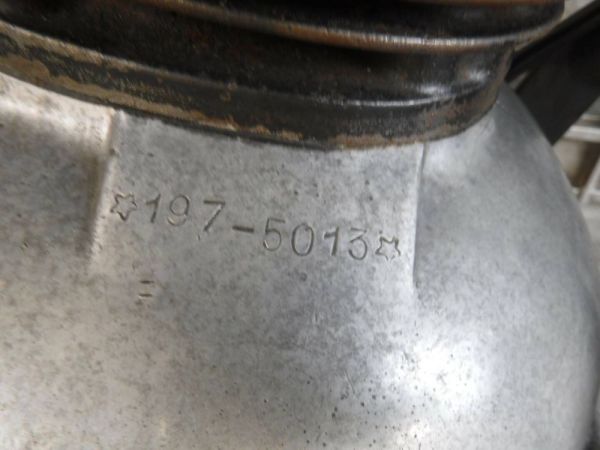 ☆197-5013☆
=